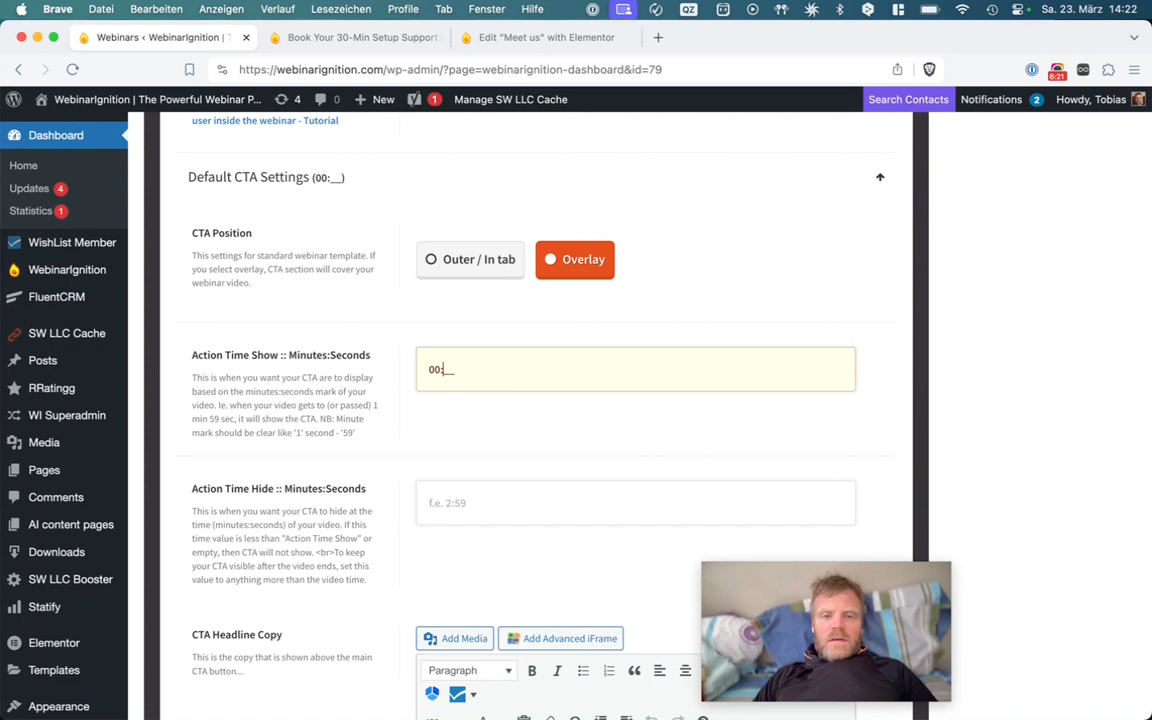 Brave Datei Bearbeiten Anzeigen Verlauf Lesezeichen Profile Tab Fenster Hilfe QZ Sa. 23. März 14:22
Webinars ‹ WebinarIgnition | T Book Your 30-Min Setup Support Edit "Meet us" with Elementor
https://webinarignition.com/wp-admin/?page=webinarignition-dashboard&id=79 6:21
WebinarIgnition | The Powerful Webinar P... 4 0 New 1 Manage SW LLC Cache Search Contacts Notifications 2 Howdy, Tobias
Dashboard
Home
Updates 4
Statistics 1
WishList Member
WebinarIgnition
FluentCRM
SW LLC Cache
Posts
RRatingg
WI Superadmin
Media
Pages
Comments
AI content pages
Downloads
SW LLC Booster
Statify
Elementor
Templates
Appearance
user inside the webinar - Tutorial
Default CTA Settings (00:__)
CTA Position
This settings for standard webinar template. If
you select overlay, CTA section will cover your
webinar video.
Outer / In tab Overlay
Action Time Show :: Minutes:Seconds
This is when you want your CTA are to display
based on the minutes:seconds mark of your
video. Ie. when your video gets to (or passed) 1
min 59 sec, it will show the CTA. NB: Minute
mark should be clear like '1' second - '59'
00:__
Action Time Hide :: Minutes:Seconds
This is when you want your CTA to hide at the
time (minutes:seconds) of your video. If this
time value is less than "Action Time Show" or
empty, then CTA will not show. <br>To keep
your CTA visible after the video ends, set this
value to anything more than the video time.
f.e. 2:59
CTA Headline Copy
This is the copy that is shown above the main
CTA button...
Add Media Add Advanced iFrame
Paragraph B I